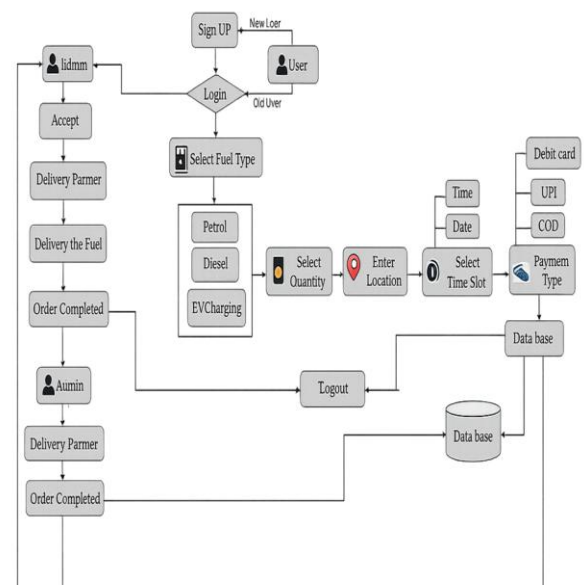 Sign UP
New Loer
User
Login
Old Uver
lidmm
Accept
Delivery Parmer
Delivery the Fuel
Order Completed
Aumin
Delivery Parmer
Order Completed
Select Fuel Type
Petrol
Diesel
EVCharging
Select
Quantity
Enter
Location
Time
Date
Select
Time Slot
Debit card
UPI
COD
Paymem
Type
Data base
Logout
Data base